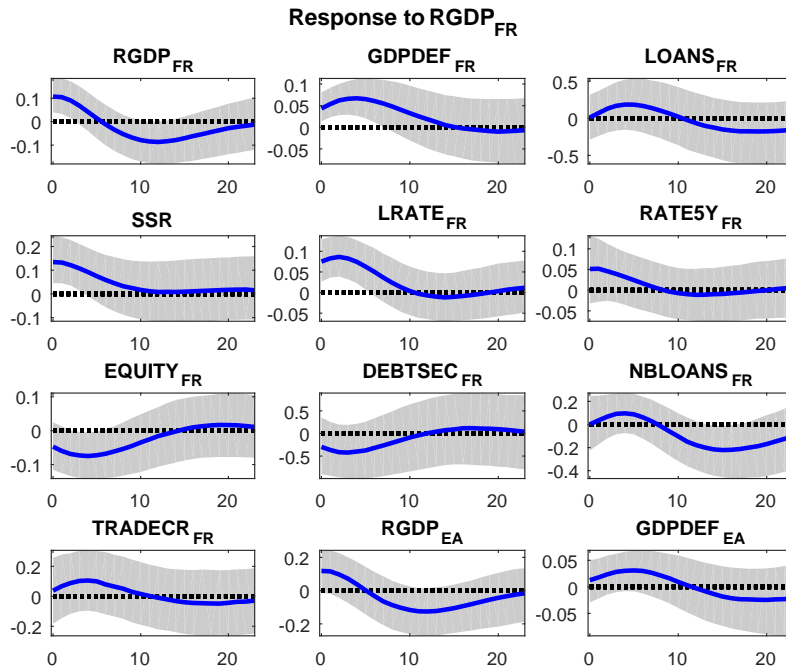 Response to RGDP_FR
RGDP_FR
0.1
0
-0.1
0 10 20
GDPDEF_FR
0.1
0.05
0
-0.05
0 10 20
LOANS_FR
0.5
0
-0.5
0 10 20
SSR
0.2
0.1
0
-0.1
0 10 20
LRATE_FR
0.1
0.05
0
-0.05
0 10 20
RATE5Y_FR
0.1
0.05
0
-0.05
0 10 20
EQUITY_FR
0.1
0
-0.1
0 10 20
DEBTSEC_FR
0.5
0
-0.5
0 10 20
NBLOANS_FR
0.2
0
-0.2
-0.4
0 10 20
TRADECR_FR
0.2
0
-0.2
0 10 20
RGDP_EA
0.2
0
-0.2
0 10 20
GDPDEF_EA
0.05
0
-0.05
0 10 20